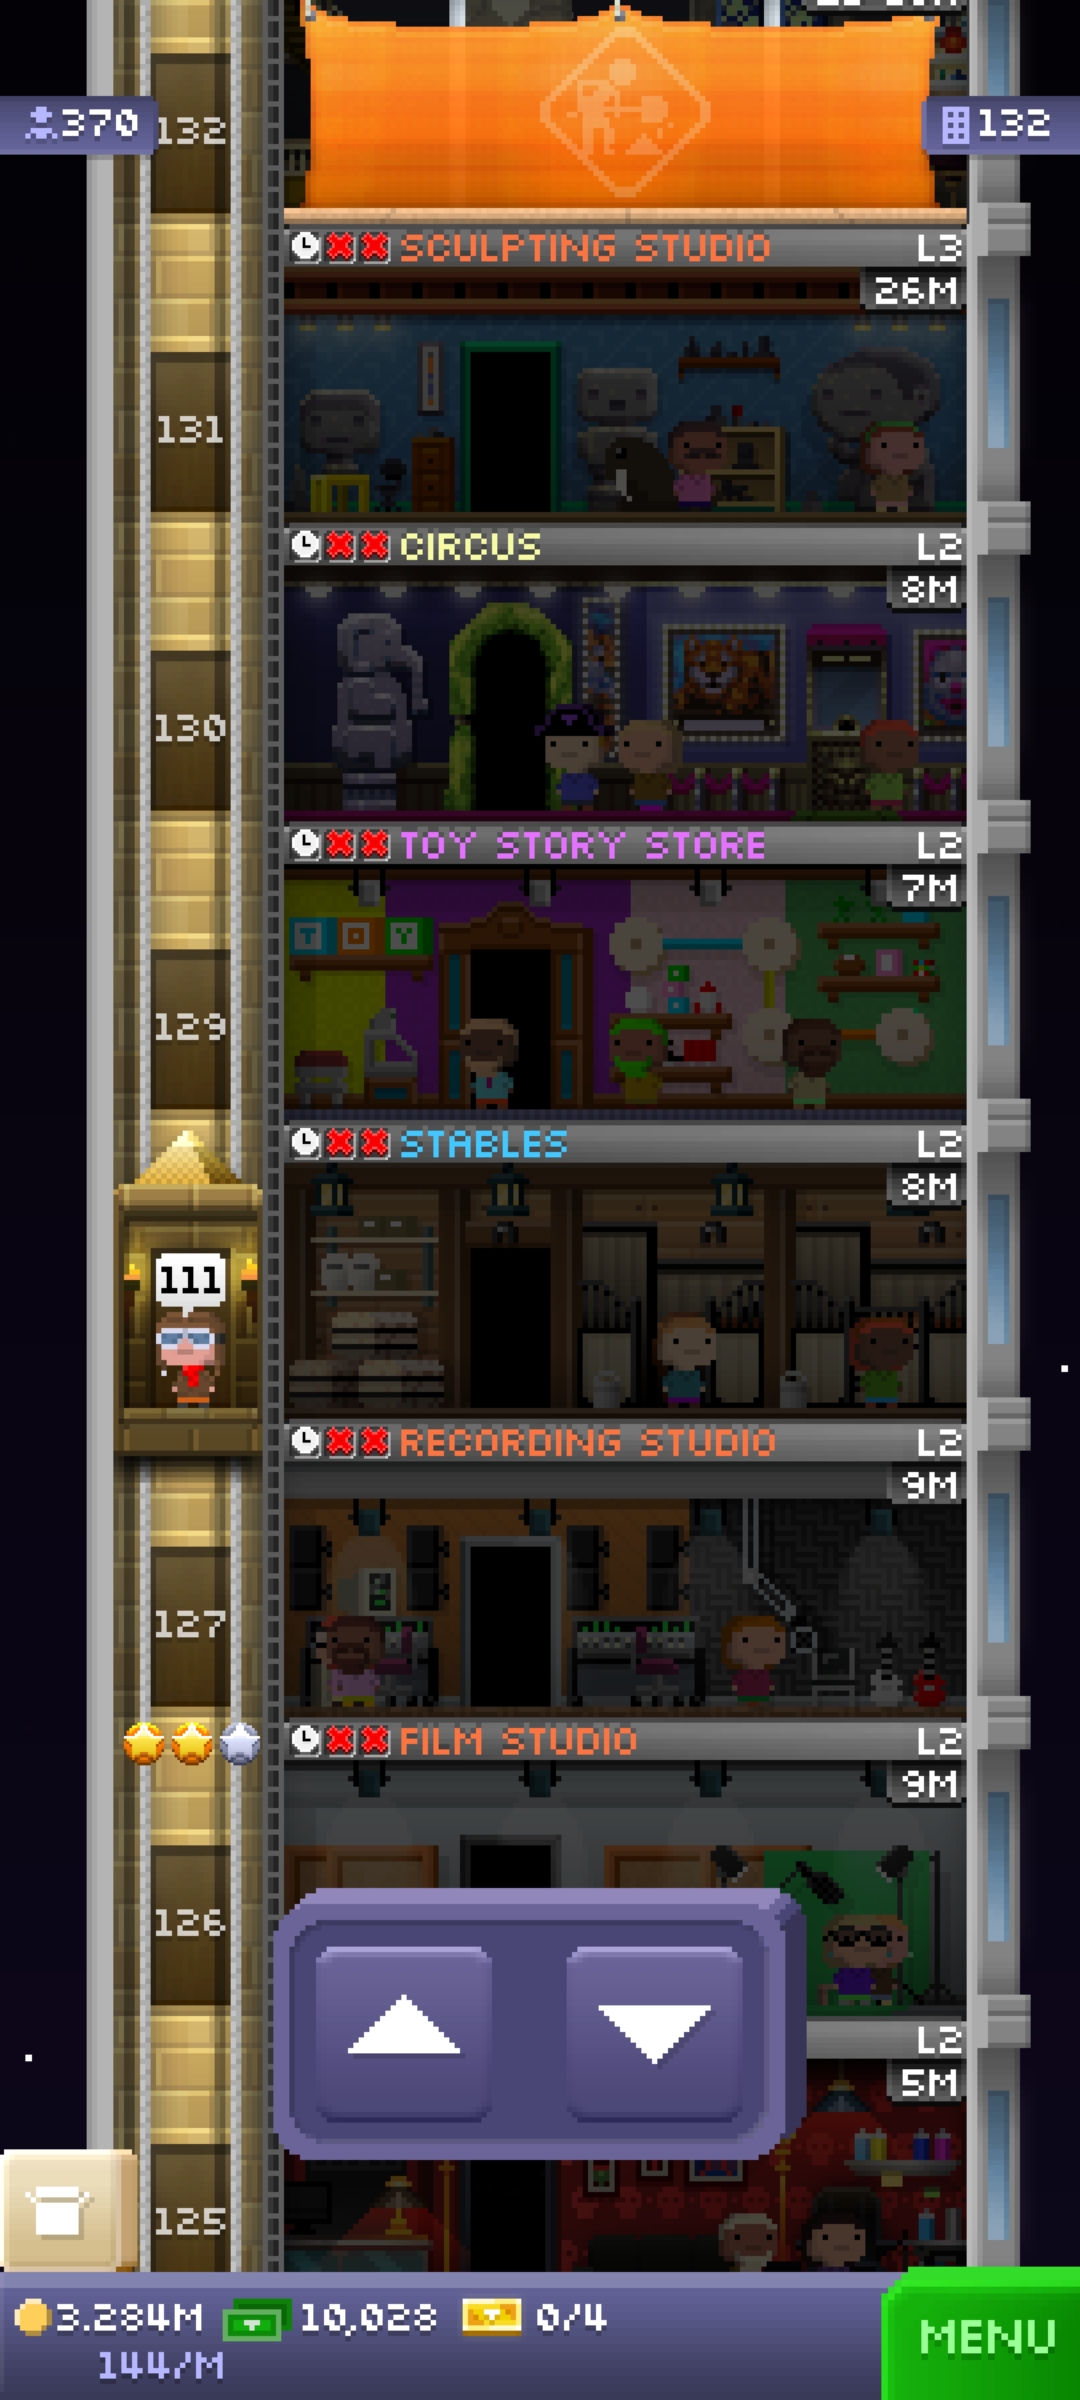 370
132
132
SCULPTING STUDIO L3
26M
131
CIRCUS L2
8M
130
TOY STORY STORE L2
7M
TOY
129
STABLES L2
8M
111
RECORDING STUDIO L2
9M
127
FILM STUDIO L2
9M
126
L2
5M
125
3.284M 10,028 0/4
144/M
MENU